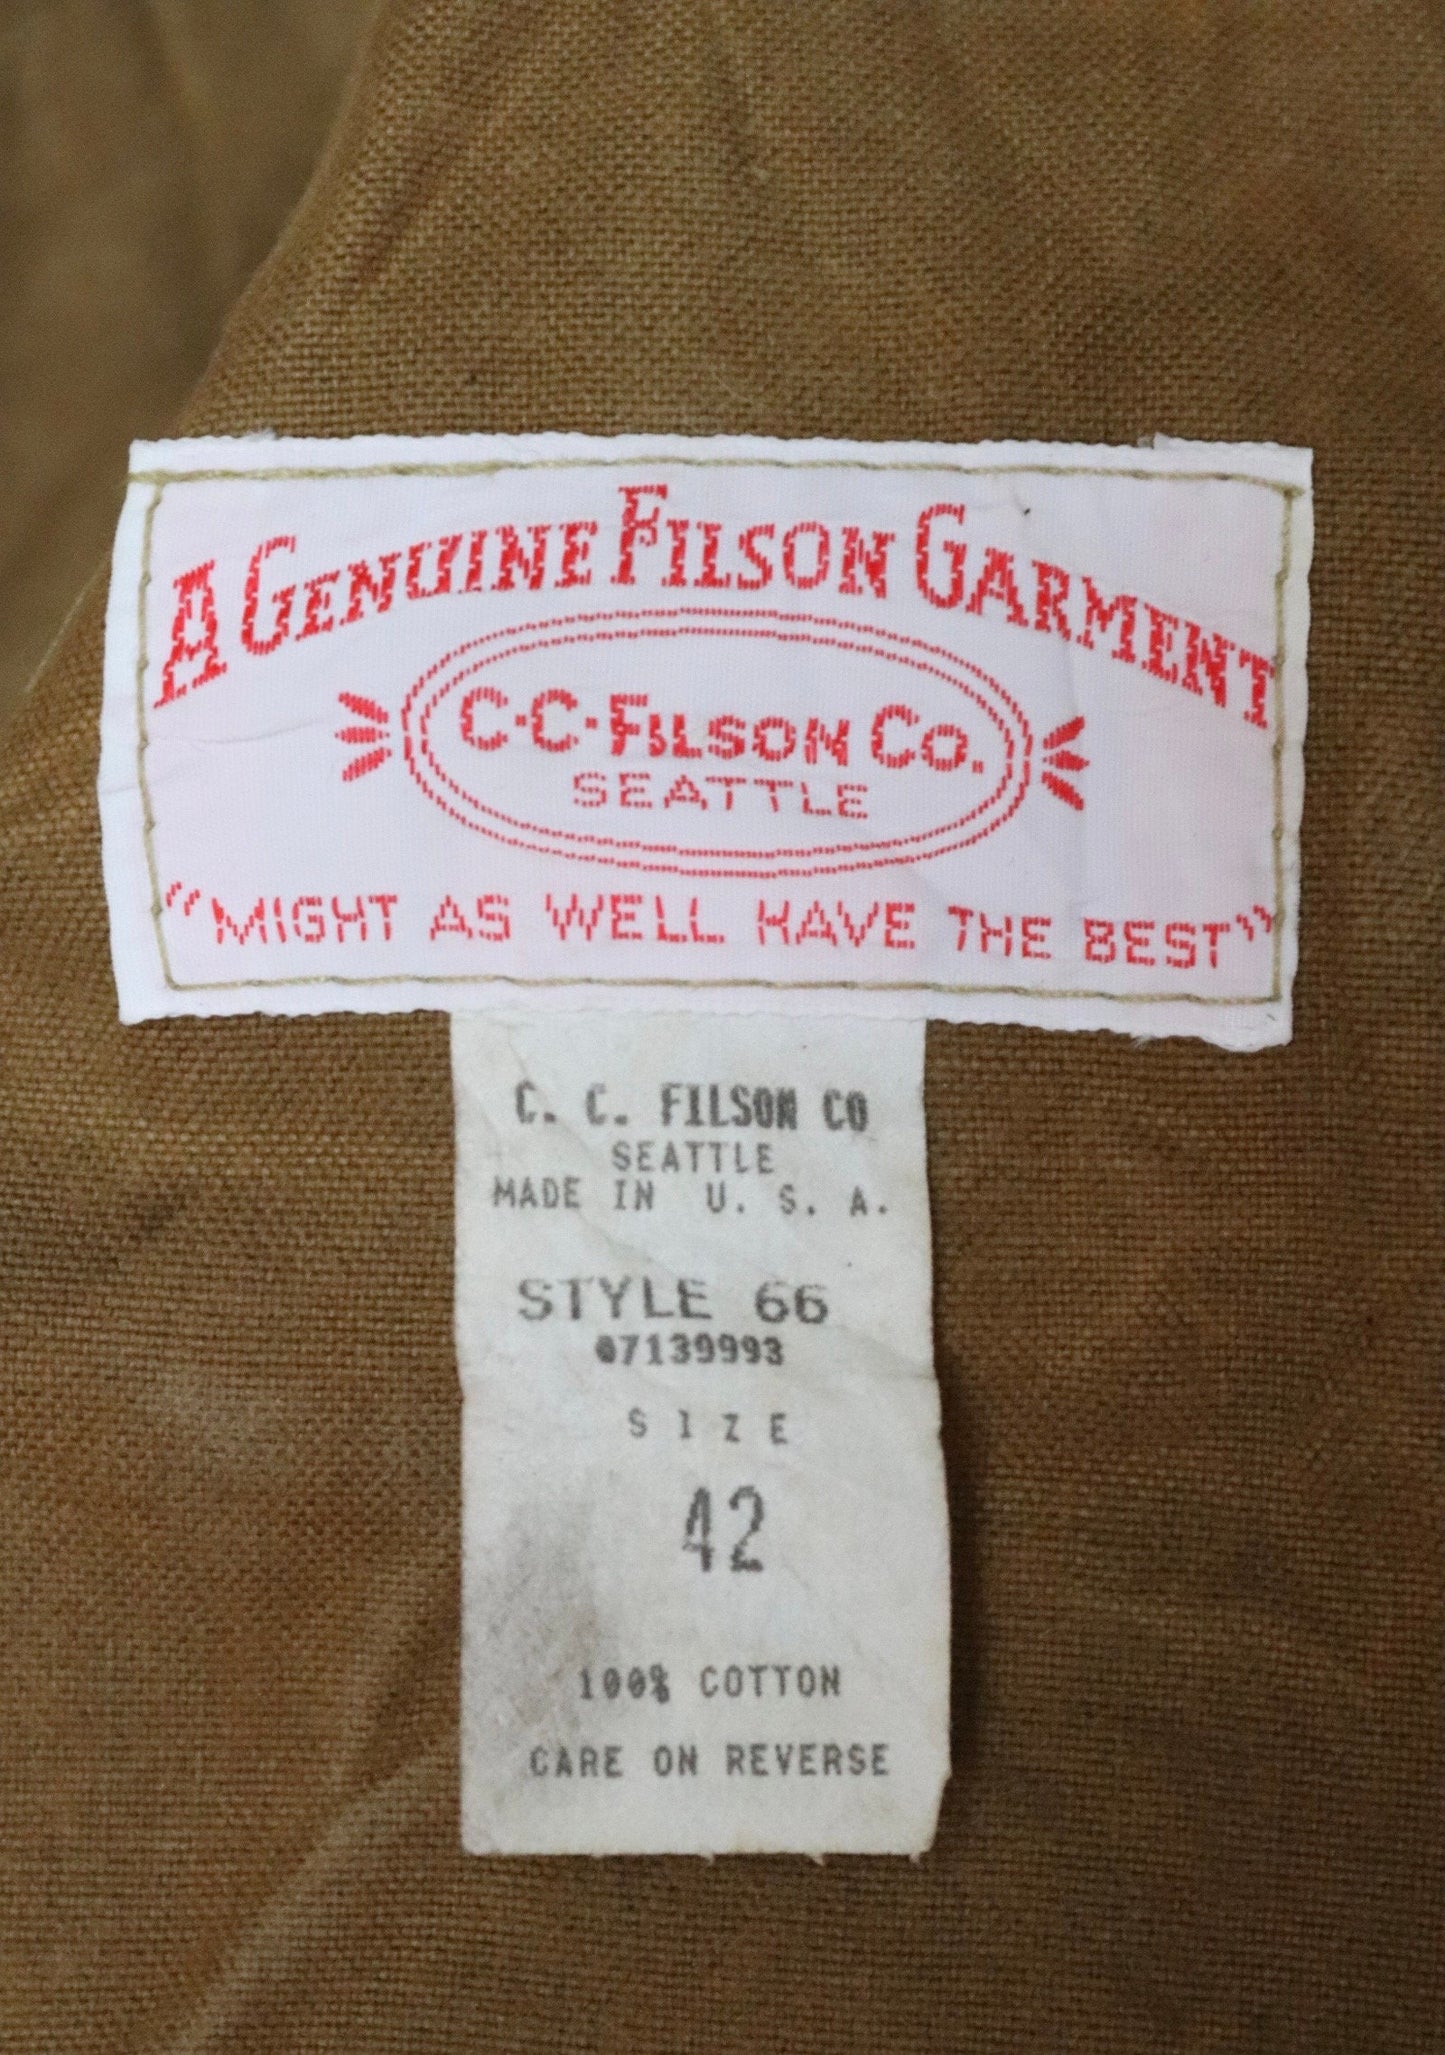 A GENUINE FILSON GARMENT
C·C·FILSON CO.
SEATTLE
"MIGHT AS WELL HAVE THE BEST"
C. C. FILSON CO
SEATTLE
MADE IN U. S. A.
STYLE 66
07139993
SIZE
42
100% COTTON
CARE ON REVERSE